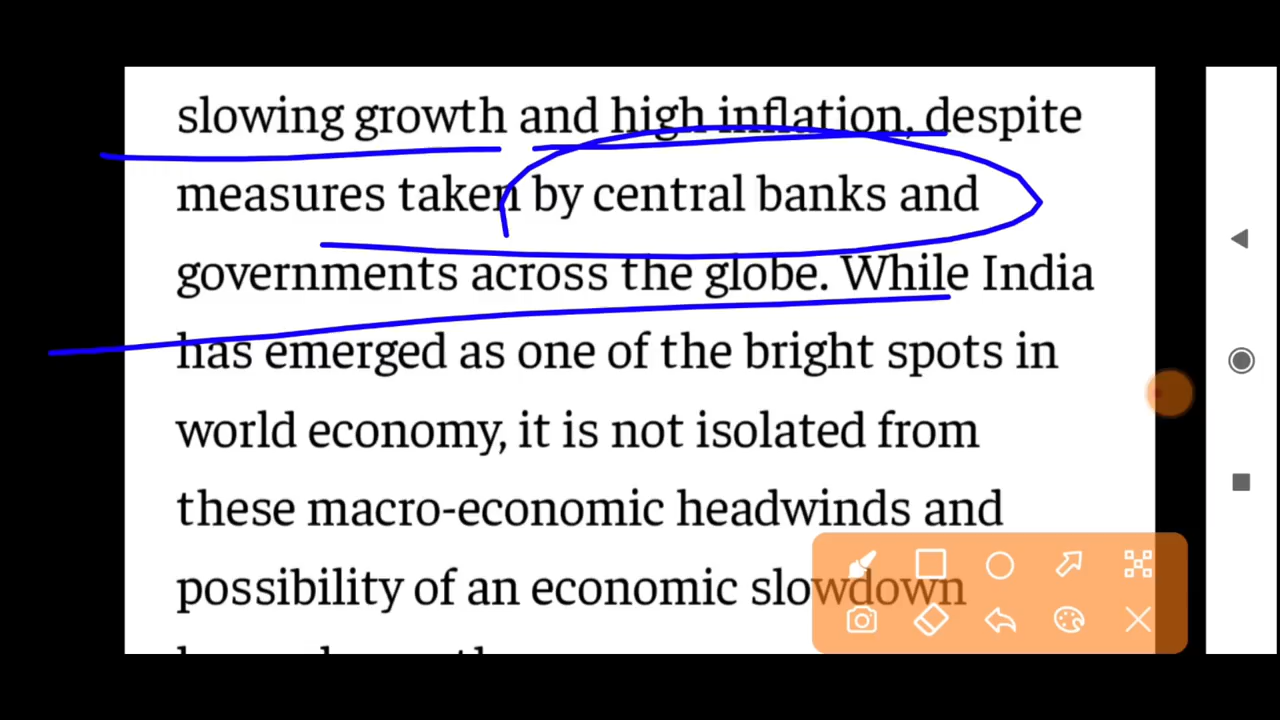 slowing growth and high inflation, despite
measures taken by central banks and
governments across the globe. While India
has emerged as one of the bright spots in
world economy, it is not isolated from
these macro-economic headwinds and
possibility of an economic slowdown